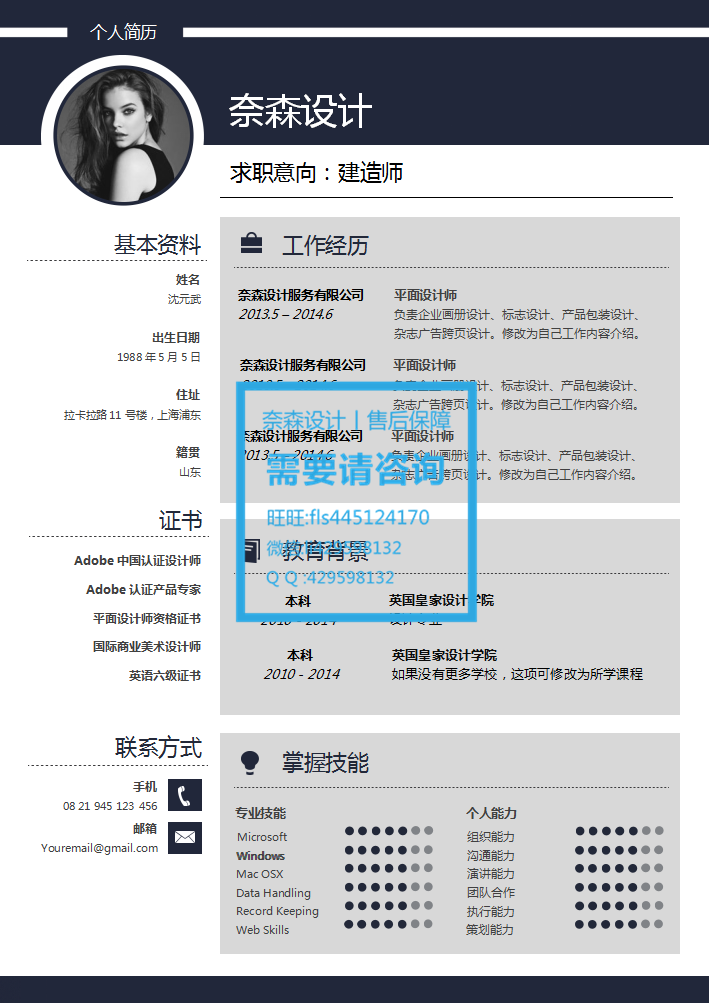 个人简历
奈森设计
求职意向：建造师
基本资料
姓名
沈元武
出生日期
1988 年 5 月 5 日
住址
拉卡拉路 11 号楼，上海浦东
籍贯
山东
证书
Adobe 中国认证设计师
Adobe 认证产品专家
平面设计师资格证书
国际商业美术设计师
英语六级证书
联系方式
手机
08 21 945 123 456
邮箱
Youremail@gmail.com
工作经历
奈森设计服务有限公司 平面设计师
2013.5 – 2014.6 负责企业画册设计、标志设计、产品包装设计、
杂志广告跨页设计。修改为自己工作内容介绍。
奈森设计服务有限公司 平面设计师
2013.5 – 2014.6 负责企业画册设计、标志设计、产品包装设计、
杂志广告跨页设计。修改为自己工作内容介绍。
奈森设计服务有限公司 平面设计师
2013.5 – 2014.6 负责企业画册设计、标志设计、产品包装设计、
杂志广告跨页设计。修改为自己工作内容介绍。
奈森设计丨售后保障
需要请咨询
旺旺:fls445124170
QQ :429598132
教育背景
本科 英国皇家设计学院
2010 - 2014 设计专业
本科 英国皇家设计学院
2010 - 2014 如果没有更多学校，这项可修改为所学课程
掌握技能
专业技能
Microsoft
Windows
Mac OSX
Data Handling
Record Keeping
Web Skills
个人能力
组织能力
沟通能力
演讲能力
团队合作
执行能力
策划能力